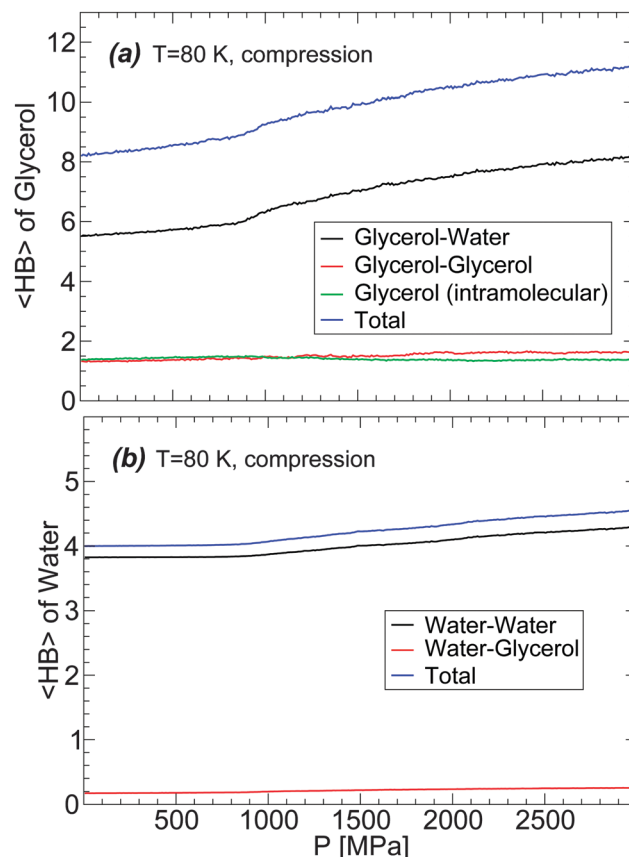 12
10
8
6
4
2
0
<HB> of Glycerol
(a) T=80 K, compression
Glycerol-Water
Glycerol-Glycerol
Glycerol (intramolecular)
Total
5
4
3
2
1
0
<HB> of Water
(b) T=80 K, compression
Water-Water
Water-Glycerol
Total
500 1000 1500 2000 2500
P [MPa]